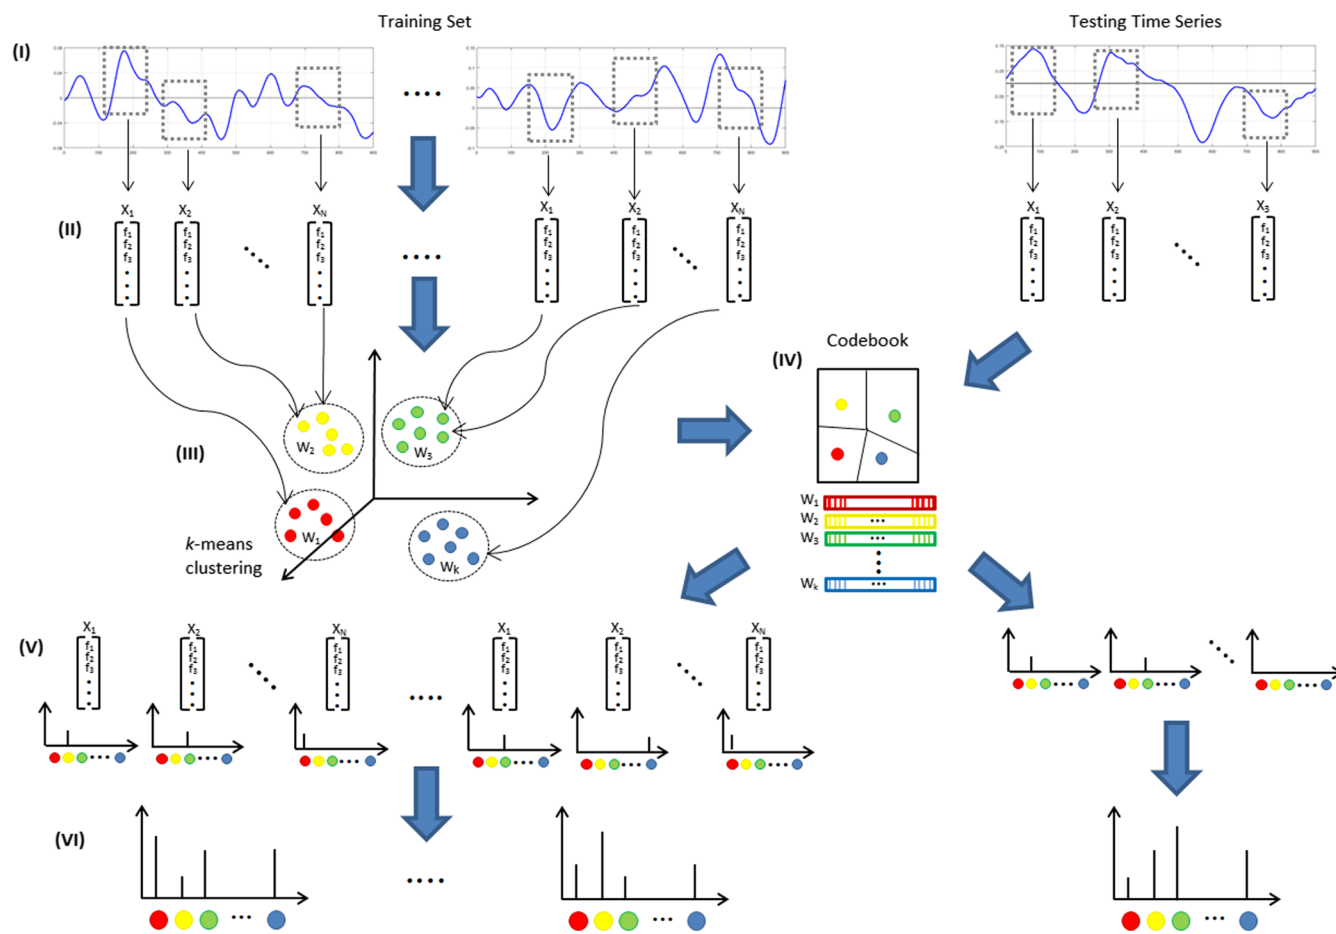 Training Set
Testing Time Series
(I)
X1 X2 XN X1 X2 XN X1 X2 X3
(II)
f1 f1 f1 f1 f1 f1 f1 f1 f1
f2 f2 f2 f2 f2 f2 f2 f2 f2
f3 f3 f3 f3 f3 f3 f3 f3 f3
Codebook
(IV)
(III)
W2
W3
W1
Wk
k-means
clustering
W1
W2
W3
Wk
(V)
X1 X2 XN X1 X2 XN
f1 f1 f1 f1 f1 f1
f2 f2 f2 f2 f2 f2
f3 f3 f3 f3 f3 f3
(VI)